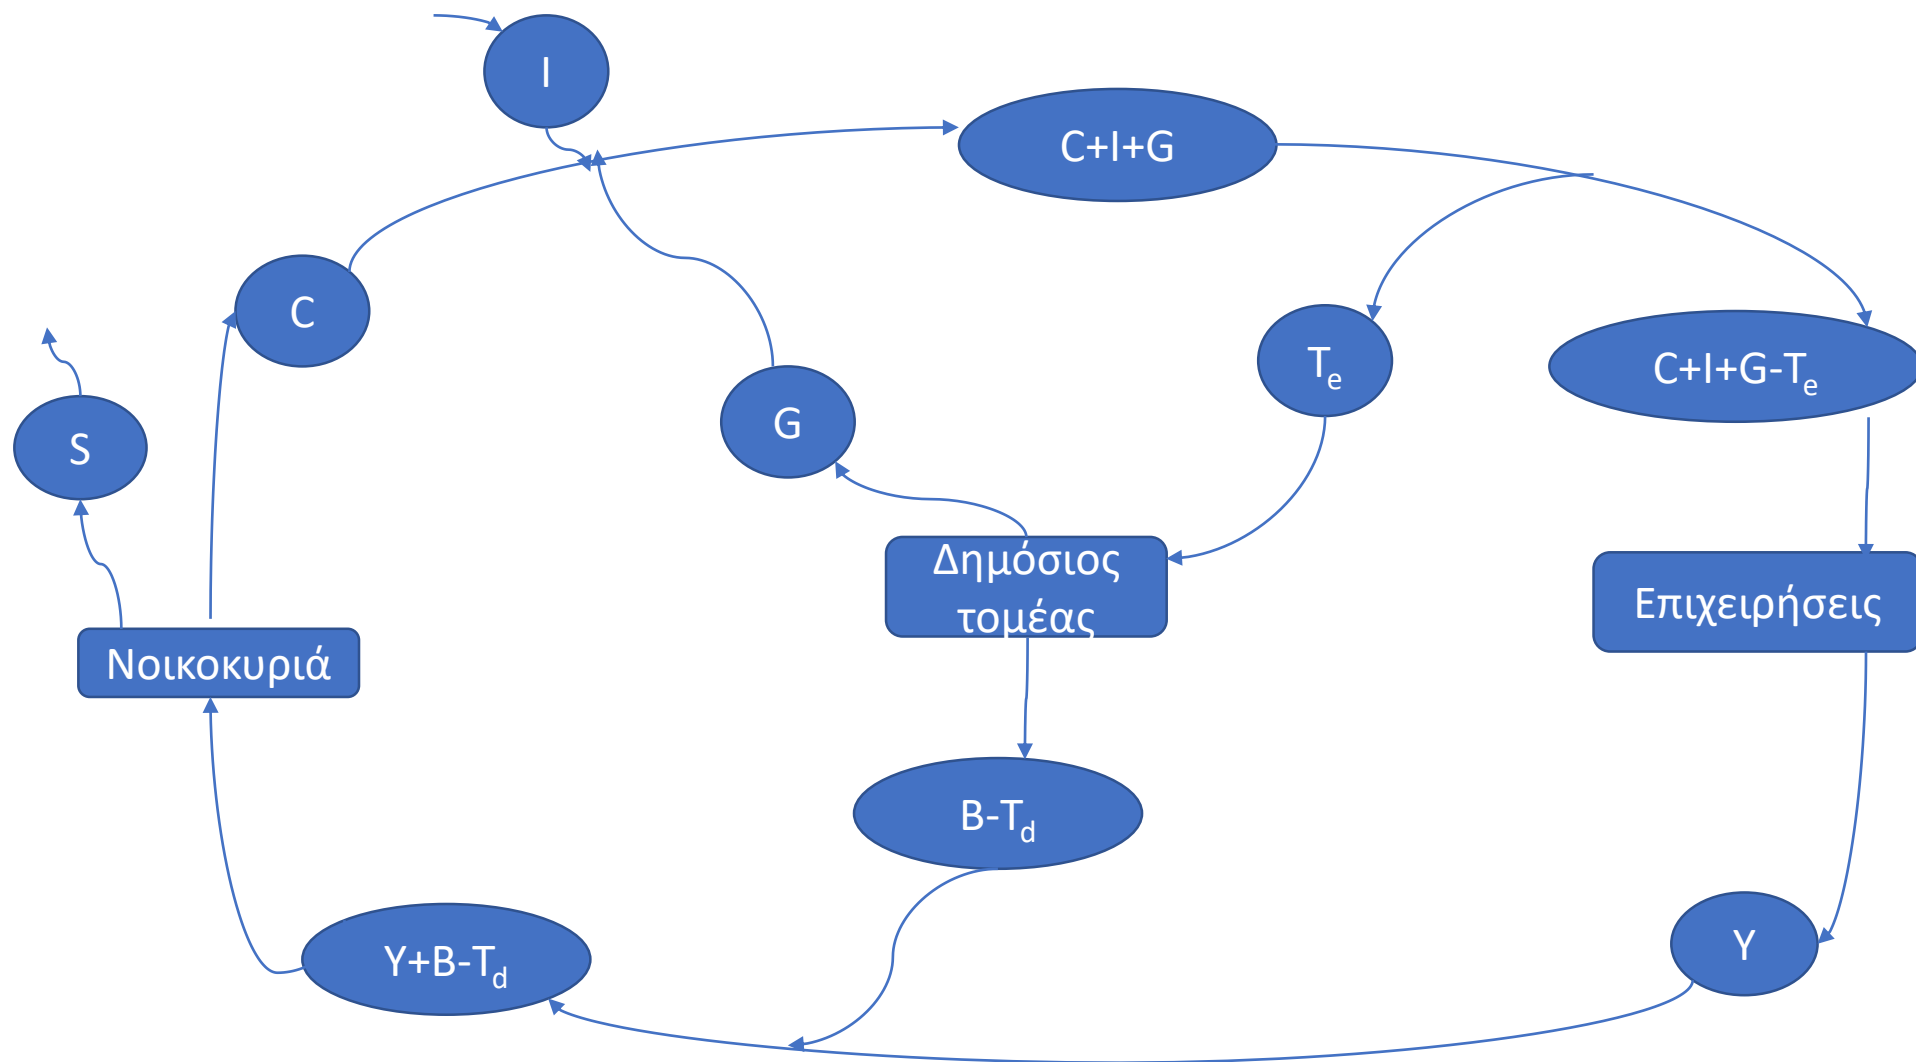 I
C+I+G
C
Te
C+I+G-Te
S
G
Δημόσιος
τομέας
Επιχειρήσεις
Νοικοκυριά
B-Td
Y+B-Td
Y